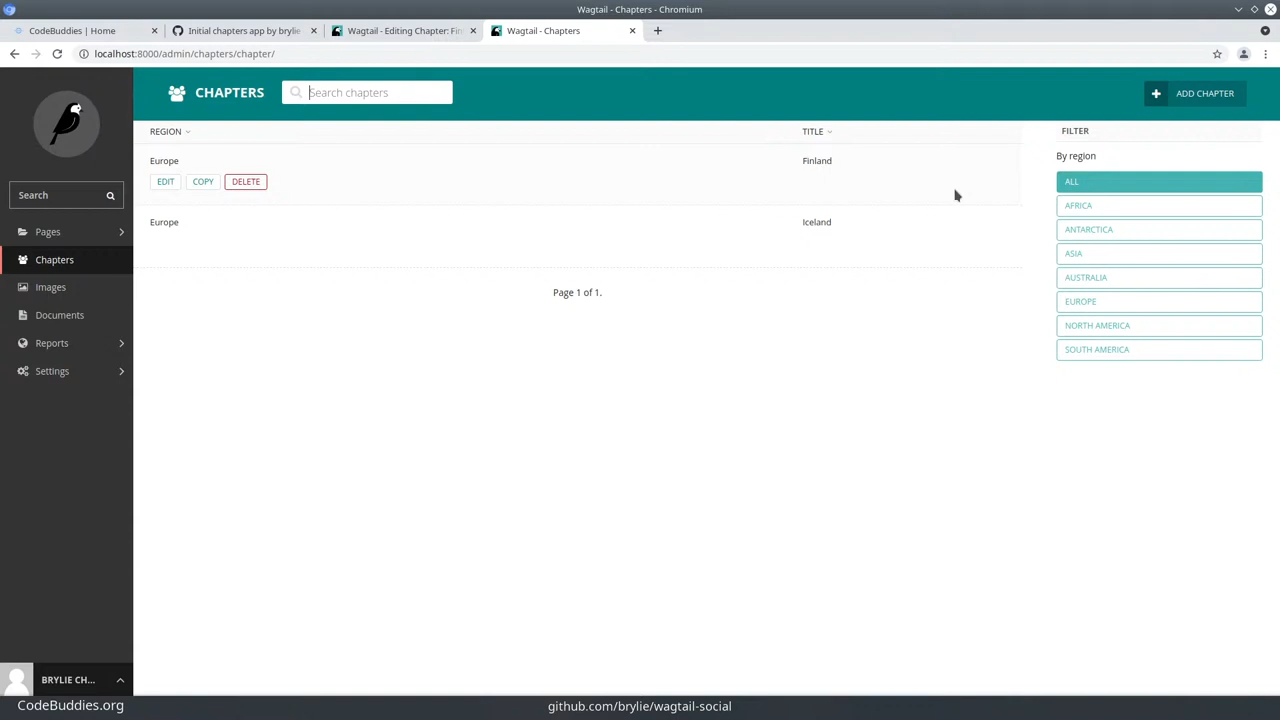 Wagtail - Chapters - Chromium
CodeBuddies | Home
Initial chapters app by brylie
Wagtail - Editing Chapter: Fin
Wagtail - Chapters
localhost:8000/admin/chapters/chapter/
CHAPTERS
Search chapters
ADD CHAPTER
Search
Pages
Chapters
Images
Documents
Reports
Settings
BRYLIE CH...
REGION
TITLE
Europe
Finland
EDIT
COPY
DELETE
Europe
Iceland
Page 1 of 1.
FILTER
By region
ALL
AFRICA
ANTARCTICA
ASIA
AUSTRALIA
EUROPE
NORTH AMERICA
SOUTH AMERICA
CodeBuddies.org
github.com/brylie/wagtail-social